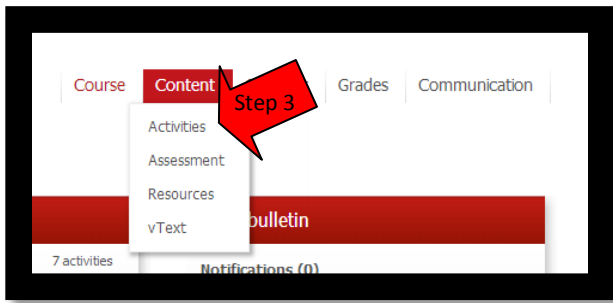 Course Content Grades Communication
Step 3
Activities
Assessment
Resources
vText
bulletin
7 activities
Notifications (0)